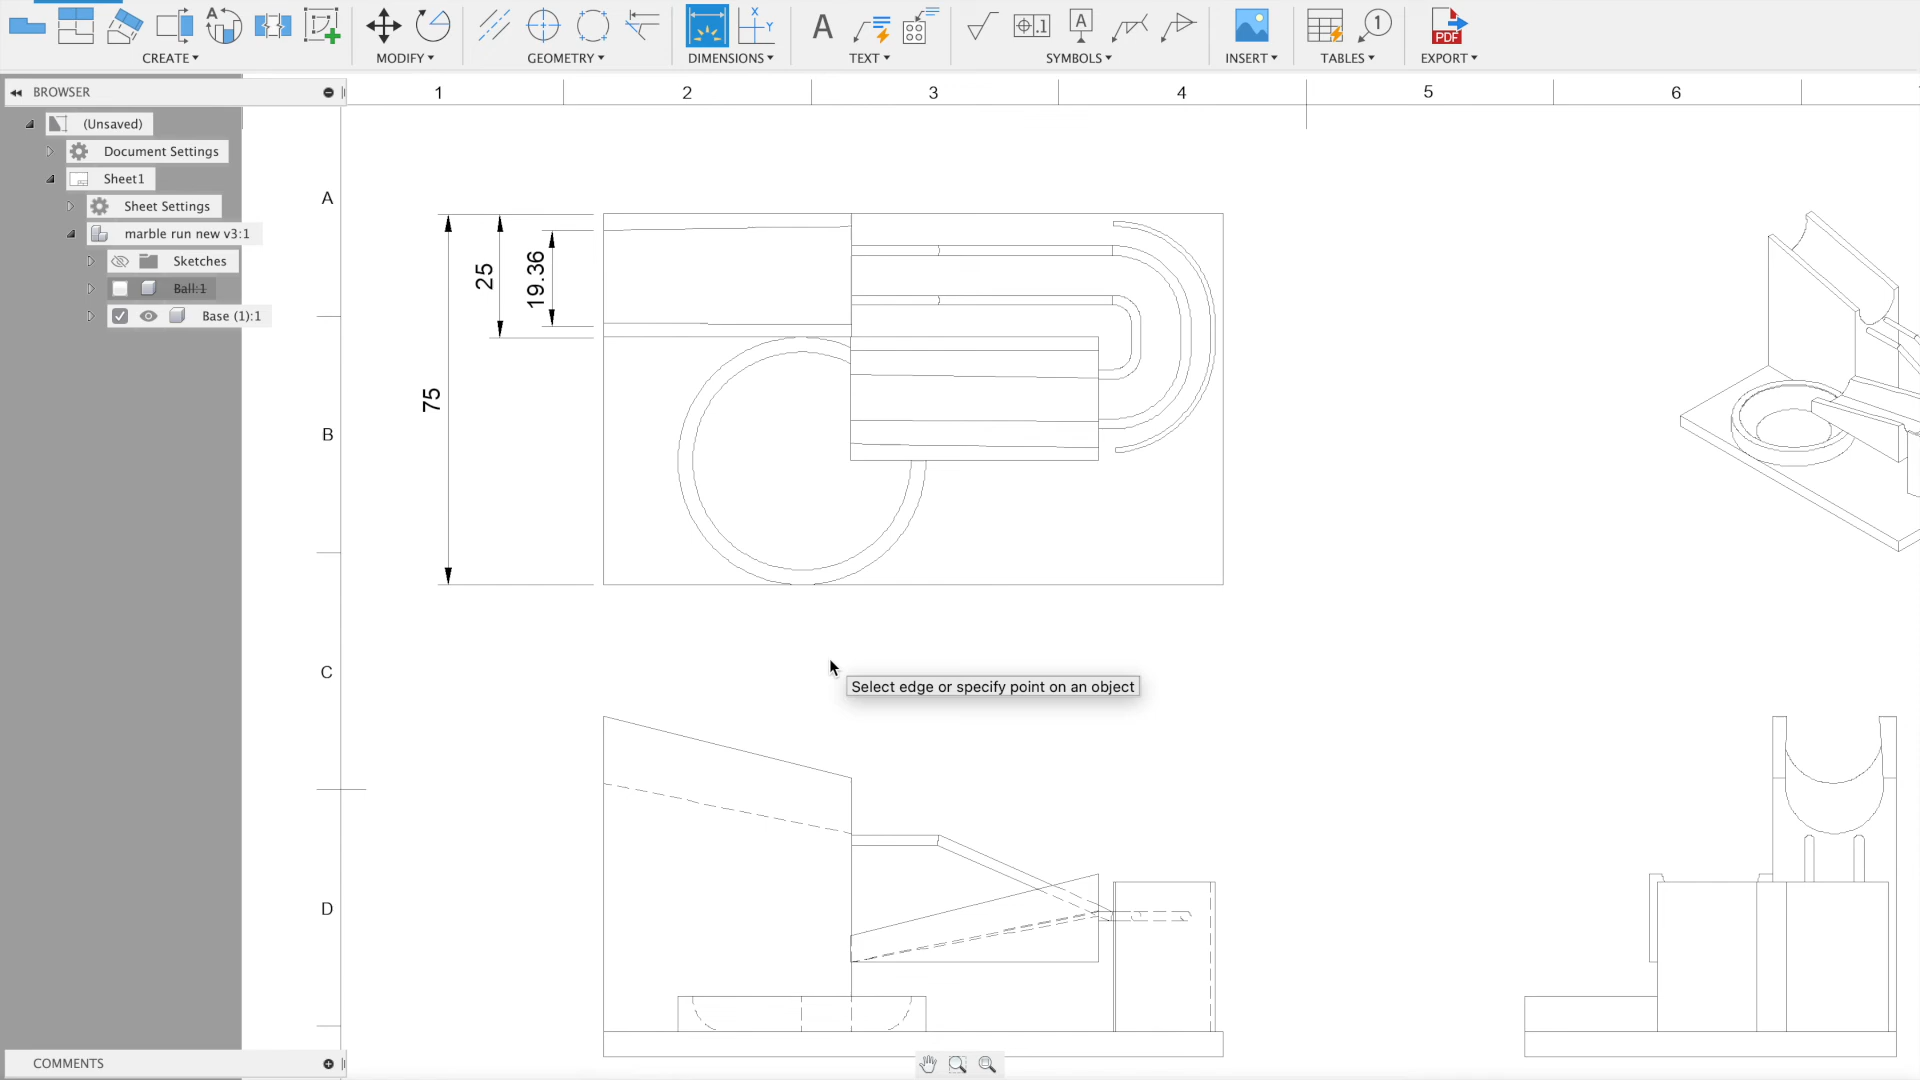 A
A
.1
A
1
X
Y
PDF
CREATE
MODIFY
GEOMETRY
DIMENSIONS
TEXT
SYMBOLS
INSERT
TABLES
EXPORT
BROWSER
1
2
3
4
5
6
(Unsaved)
Document Settings
Sheet1
Sheet Settings
marble run new v3:1
Sketches
Ball:1
Base (1):1
A
B
C
D
75
25
19.36
Select edge or specify point on an object
COMMENTS